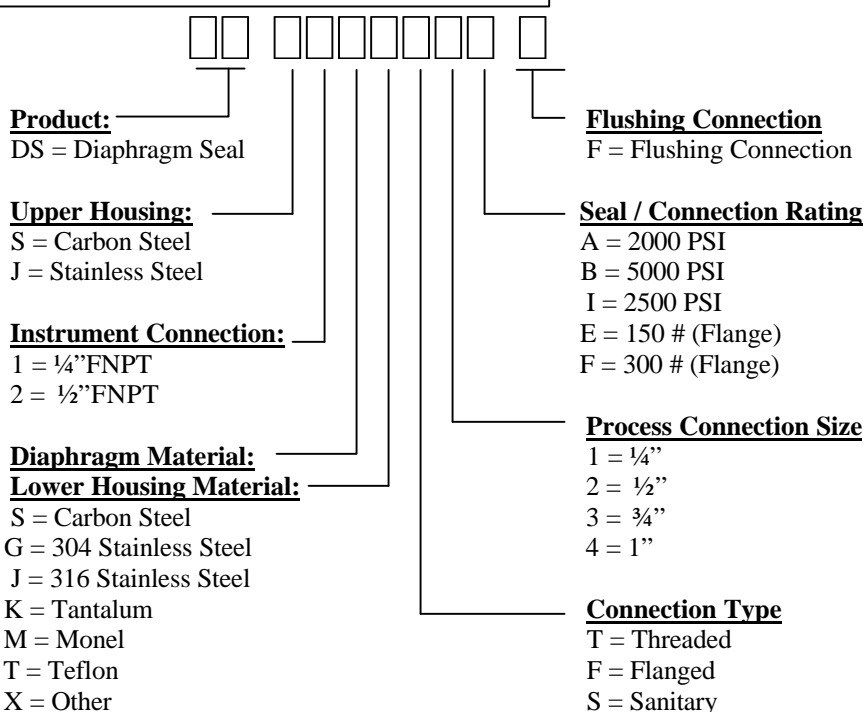 Product:
DS = Diaphragm Seal
Upper Housing:
S = Carbon Steel
J = Stainless Steel
Instrument Connection:
1 = ¼”FNPT
2 = ½”FNPT
Diaphragm Material:
Lower Housing Material:
S = Carbon Steel
G = 304 Stainless Steel
J = 316 Stainless Steel
K = Tantalum
M = Monel
T = Teflon
X = Other
Flushing Connection
F = Flushing Connection
Seal / Connection Rating
A = 2000 PSI
B = 5000 PSI
I = 2500 PSI
E = 150 # (Flange)
F = 300 # (Flange)
Process Connection Size
1 = ¼”
2 = ½”
3 = ¾”
4 = 1”
Connection Type
T = Threaded
F = Flanged
S = Sanitary